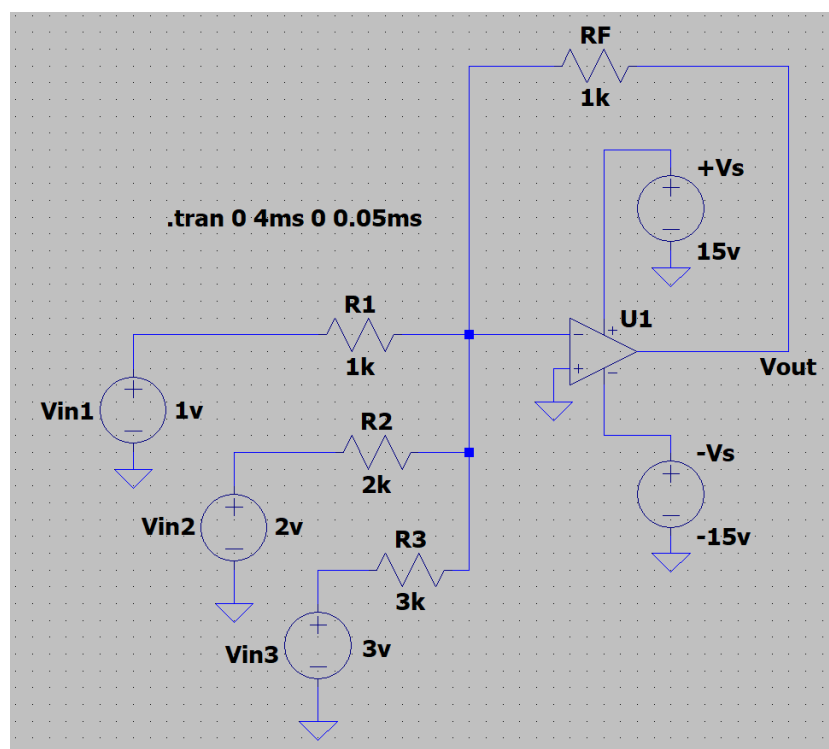 RF
1k
+Vs
15v
.tran 0 4ms 0 0.05ms
R1
1k
U1
Vout
Vin1
1v
R2
2k
-Vs
-15v
Vin2
2v
R3
3k
Vin3
3v